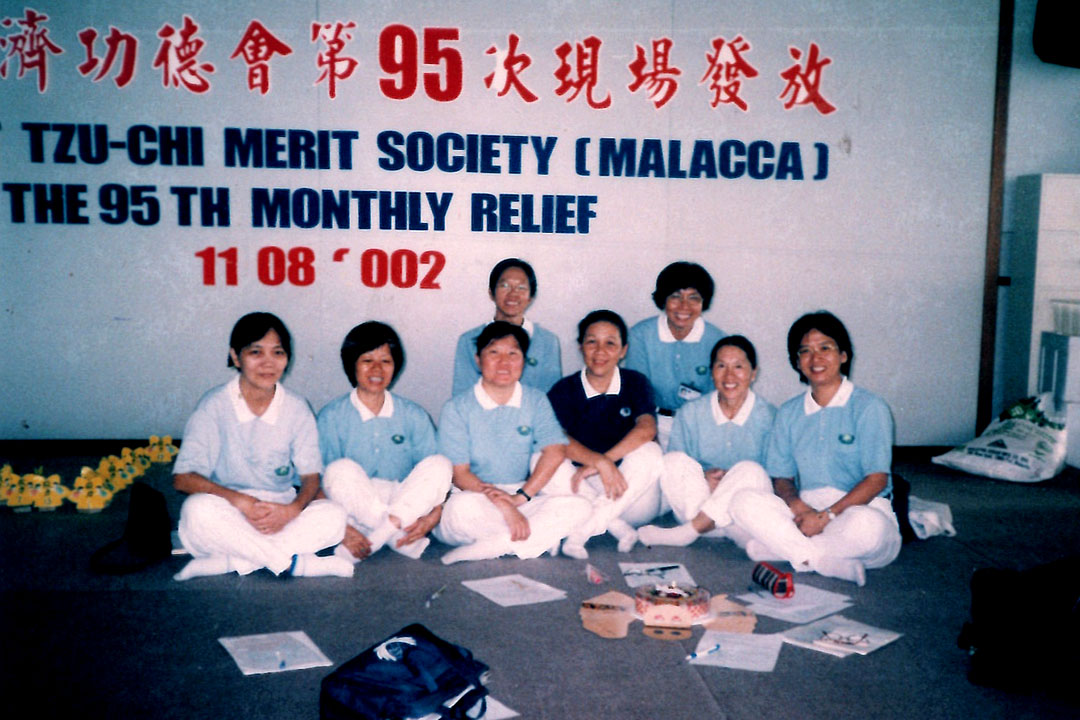 濟功德會第95次現場發放
TZU-CHI MERIT SOCIETY (MALACCA)
THE 95 TH MONTHLY RELIEF
11 08 ‘ 002